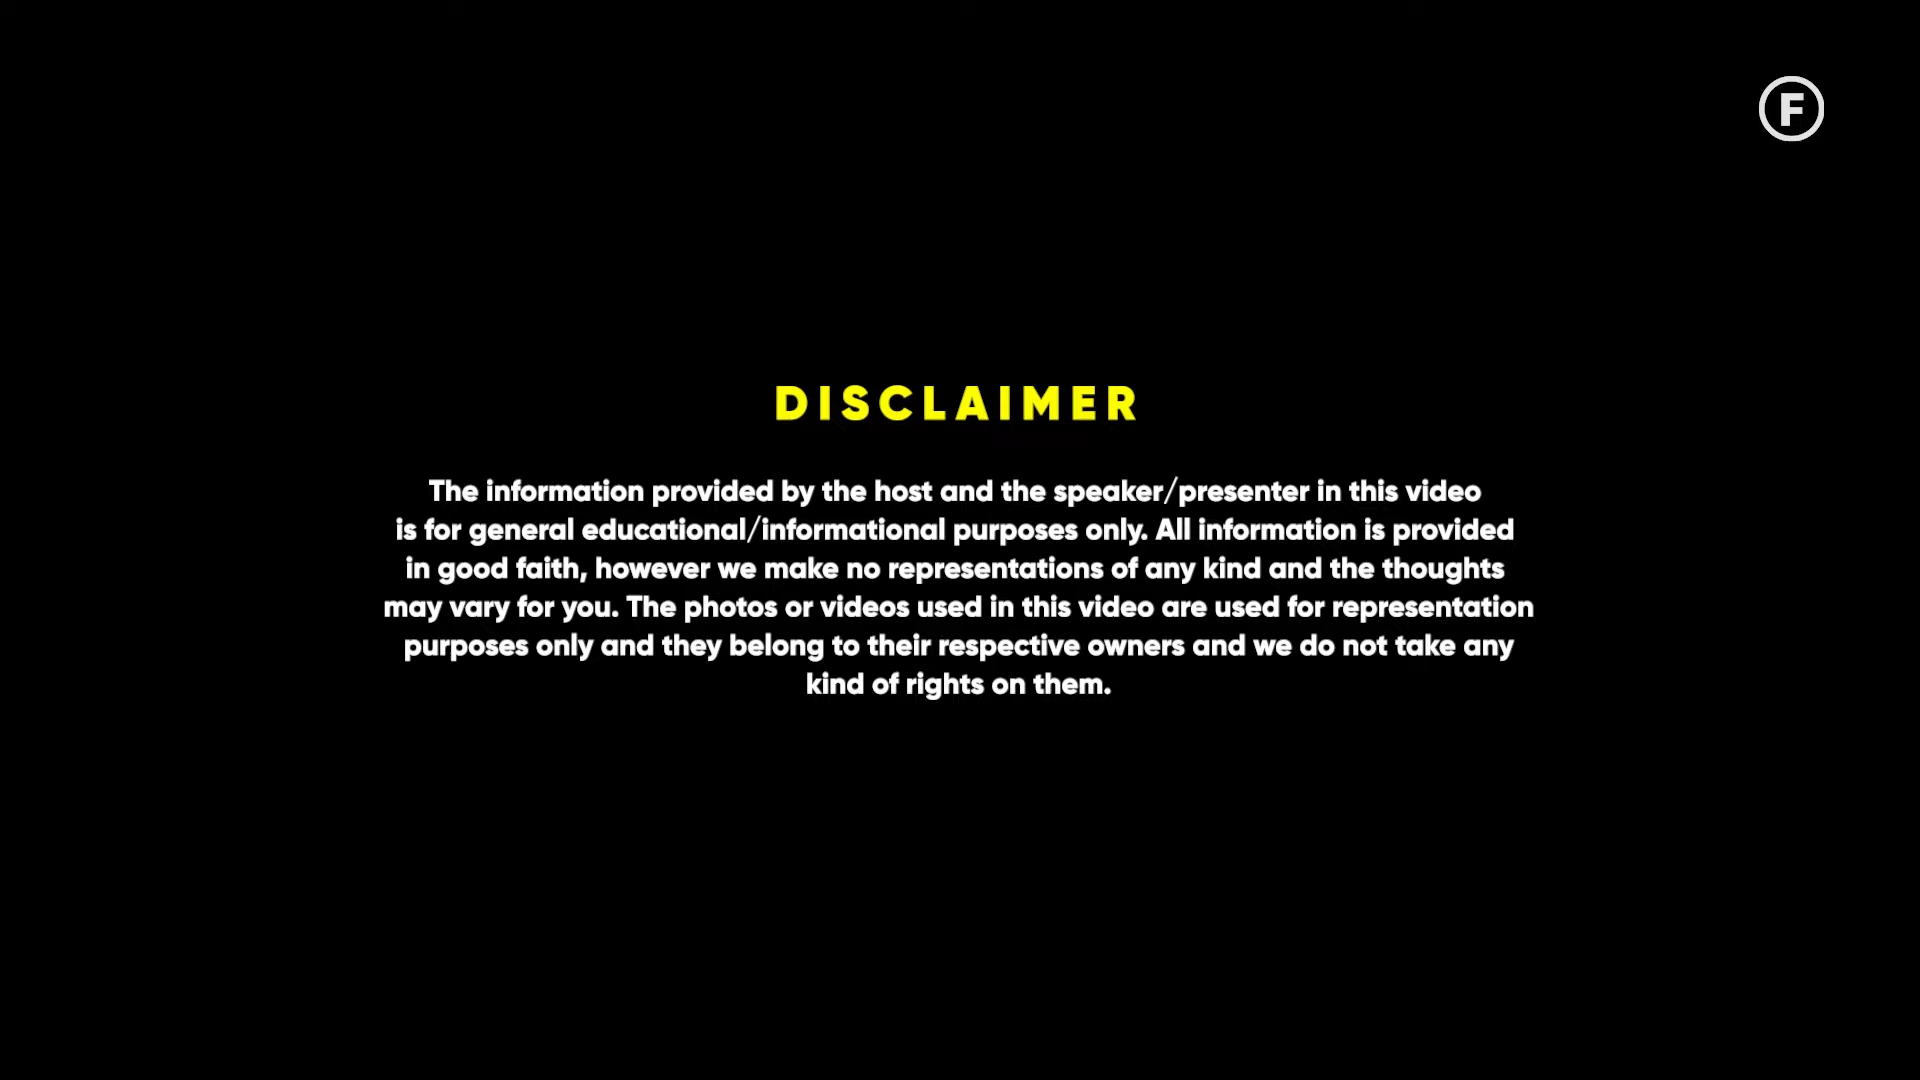 F
DISCLAIMER
The information provided by the host and the speaker/presenter in this video
is for general educational/informational purposes only. All information is provided
in good faith, however we make no representations of any kind and the thoughts
may vary for you. The photos or videos used in this video are used for representation
purposes only and they belong to their respective owners and we do not take any
kind of rights on them.